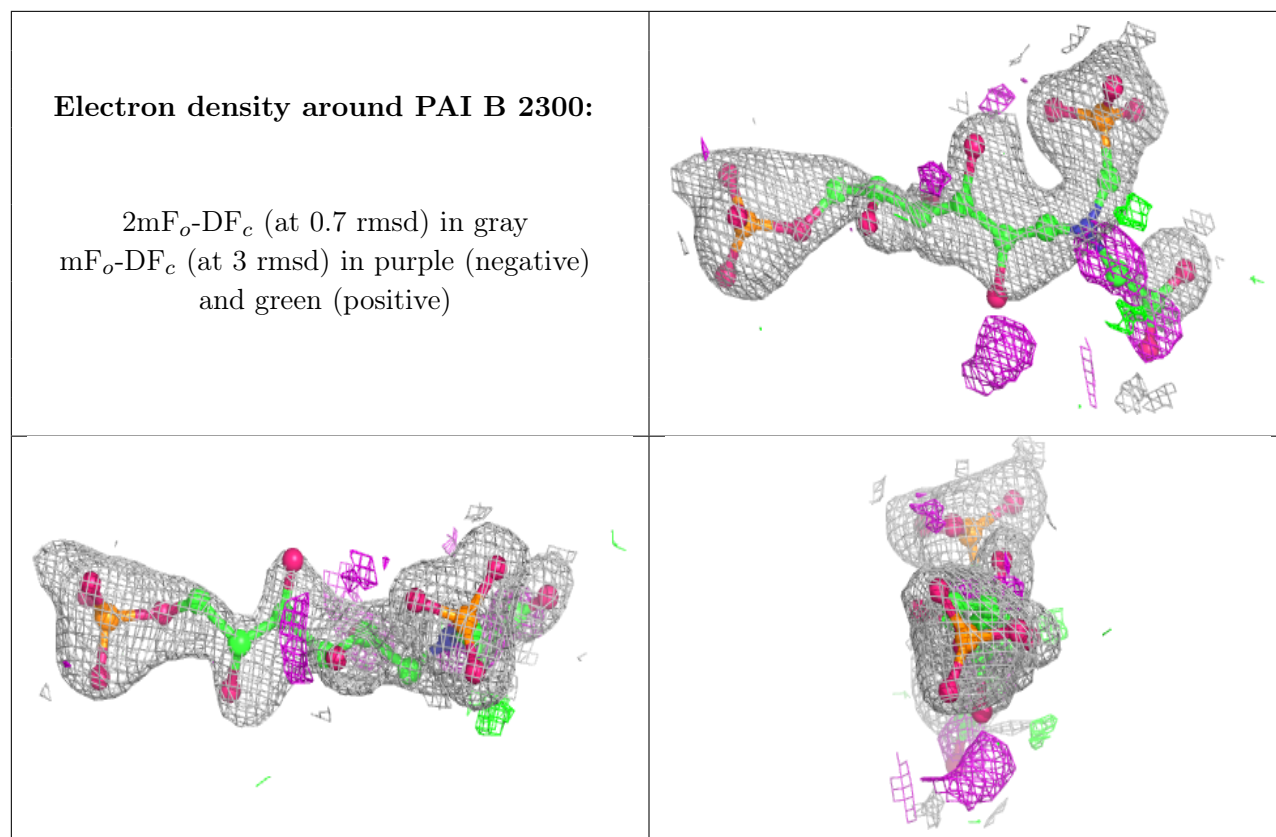 Electron density around PAI B 2300:
2mFo-DFc (at 0.7 rmsd) in gray
mFo-DFc (at 3 rmsd) in purple (negative)
and green (positive)